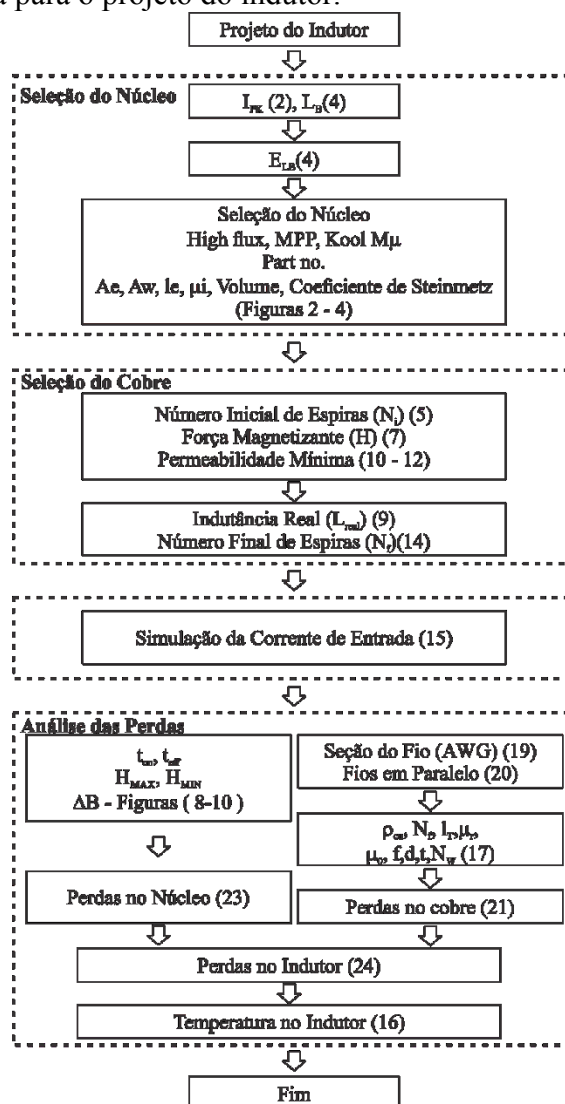 a para o projeto do indutor.
Projeto do Indutor
Seleção do Núcleo
I_PK (2), L_B(4)
E_LB(4)
Seleção do Núcleo
High flux, MPP, Kool Mμ
Part no.
Ae, Aw, le, μi, Volume, Coeficiente de Steinmetz
(Figuras 2 - 4)
Seleção do Cobre
Número Inicial de Espiras (N_i) (5)
Força Magnetizante (H) (7)
Permeabilidade Mínima (10 - 12)
Indutância Real (L_real) (9)
Número Final de Espiras (N_f)(14)
Simulação da Corrente de Entrada (15)
Análise das Perdas
t_on, t_off
H_MAX, H_MIN
ΔB - Figuras ( 8-10 )
Perdas no Núcleo (23)
Seção do Fio (AWG) (19)
Fios em Paralelo (20)
ρ_cu, N_f, l_T, μ_r,
μ_0, f,d,t,N_W (17)
Perdas no cobre (21)
Perdas no Indutor (24)
Temperatura no Indutor (16)
Fim